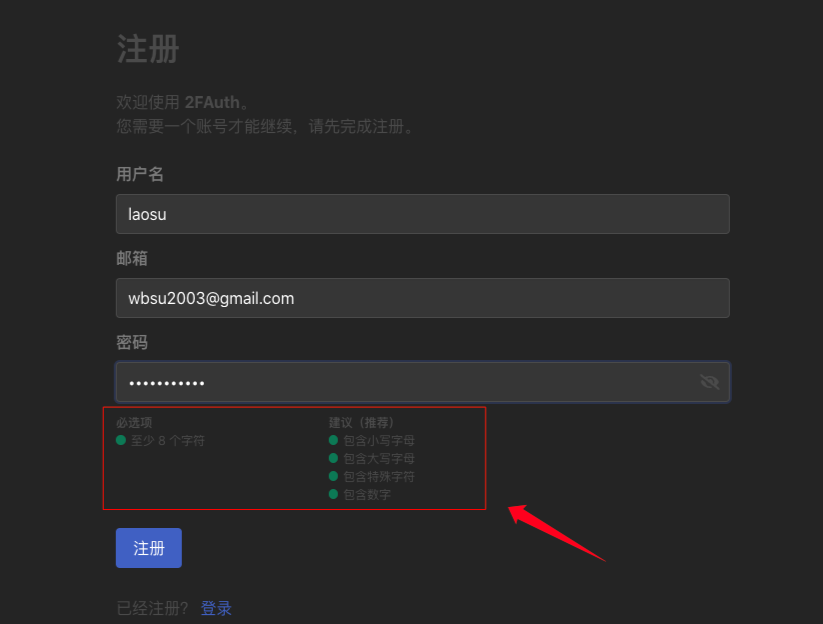 注册
欢迎使用 2FAuth。
您需要一个账号才能继续，请先完成注册。
用户名
laosu
邮箱
wbsu2003@gmail.com
密码
•••••••••••
必选项
至少 8 个字符
建议（推荐）
包含小写字母
包含大写字母
包含特殊字符
包含数字
注册
已经注册? 登录